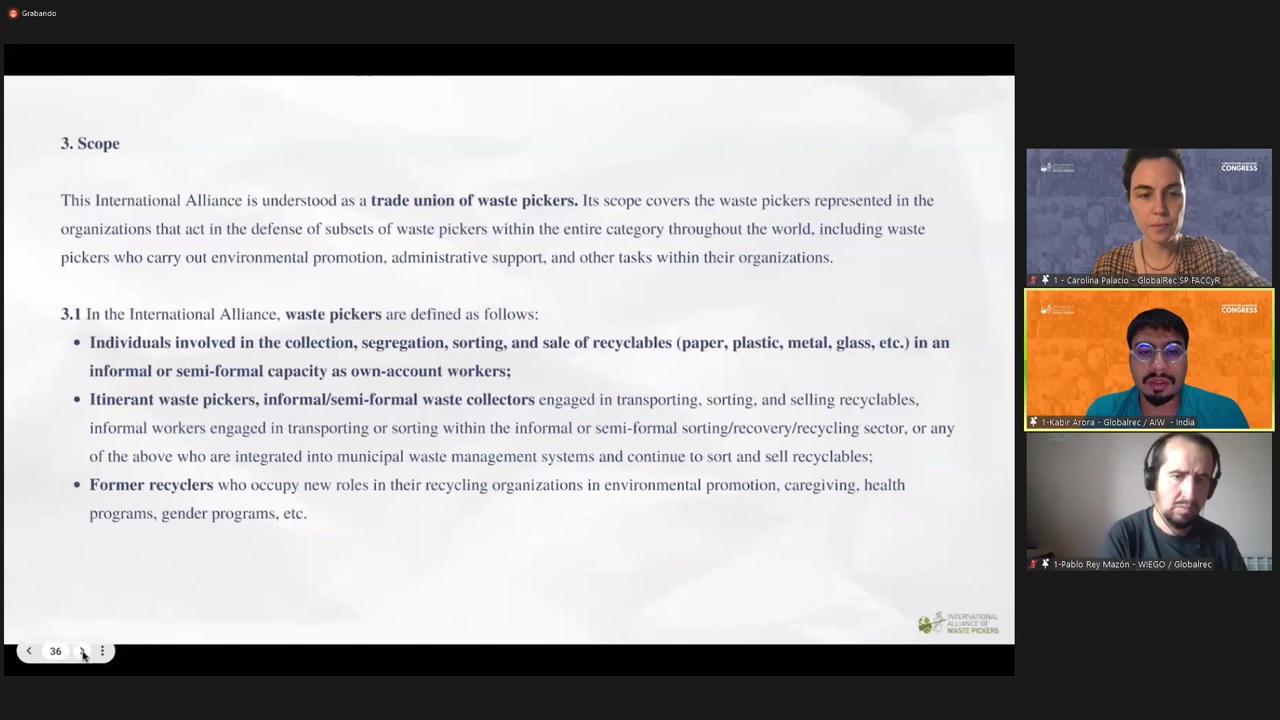 Grabando
3. Scope
This International Alliance is understood as a trade union of waste pickers. Its scope covers the waste pickers represented in the
organizations that act in the defense of subsets of waste pickers within the entire category throughout the world, including waste
pickers who carry out environmental promotion, administrative support, and other tasks within their organizations.
3.1 In the International Alliance, waste pickers are defined as follows:
• Individuals involved in the collection, segregation, sorting, and sale of recyclables (paper, plastic, metal, glass, etc.) in an
informal or semi-formal capacity as own-account workers;
• Itinerant waste pickers, informal/semi-formal waste collectors engaged in transporting, sorting, and selling recyclables,
informal workers engaged in transporting or sorting within the informal or semi-formal sorting/recovery/recycling sector, or any
of the above who are integrated into municipal waste management systems and continue to sort and sell recyclables;
• Former recyclers who occupy new roles in their recycling organizations in environmental promotion, caregiving, health
programs, gender programs, etc.
INTERNATIONAL
ALLIANCE OF
WASTE PICKERS
36
CONGRESS
1 - Carolina Palacio - GlobalRec SP FACCyR
CONGRESS
1-Kabir Arora - Globalrec / AIW - India
1-Pablo Rey Mazón - WIEGO / Globalrec